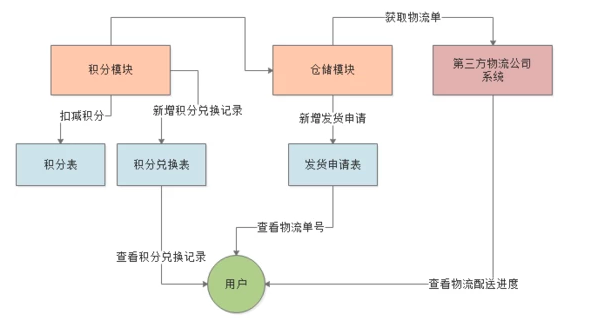 获取物流单
积分模块
仓储模块
第三方物流公司
系统
扣减积分
新增积分兑换记录
新增发货申请
积分表
积分兑换表
发货申请表
查看物流单号
查看积分兑换记录
用户
查看物流配送进度